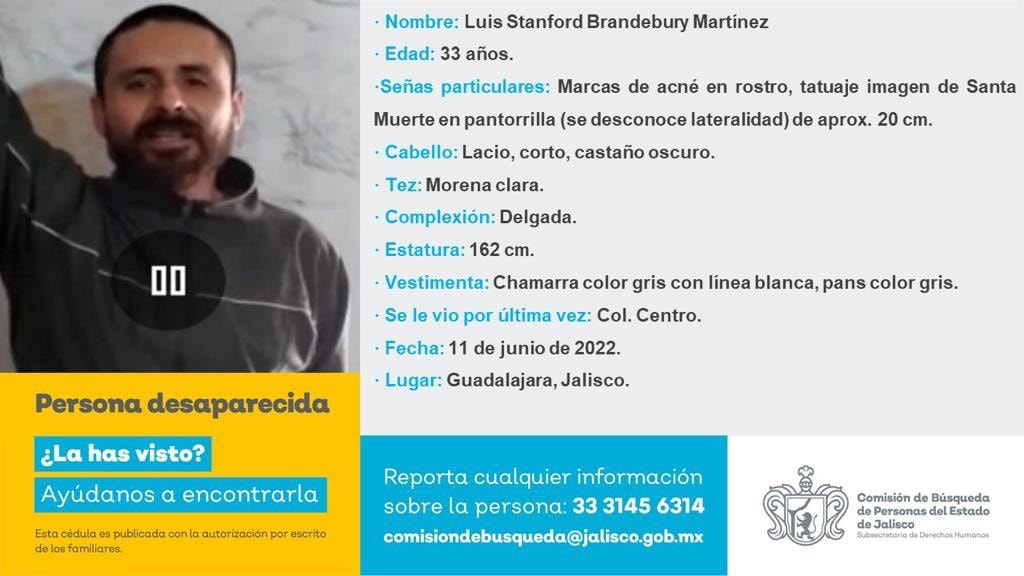 · Nombre: Luis Stanford Brandebury Martínez
· Edad: 33 años.
·Señas particulares: Marcas de acné en rostro, tatuaje imagen de Santa
Muerte en pantorrilla (se desconoce lateralidad) de aprox. 20 cm.
· Cabello: Lacio, corto, castaño oscuro.
· Tez: Morena clara.
· Complexión: Delgada.
· Estatura: 162 cm.
· Vestimenta: Chamarra color gris con línea blanca, pans color gris.
· Se le vio por última vez: Col. Centro.
· Fecha: 11 de junio de 2022.
· Lugar: Guadalajara, Jalisco.
Persona desaparecida
¿La has visto?
Ayúdanos a encontrarla
Esta cédula es publicada con la autorización por escrito
de los familiares.
Reporta cualquier información
sobre la persona: 33 3145 6314
comisiondebusqueda@jalisco.gob.mx
Comisión de Búsqueda
de Personas del Estado
de Jalisco
Subsecretaría de Derechos Humanos